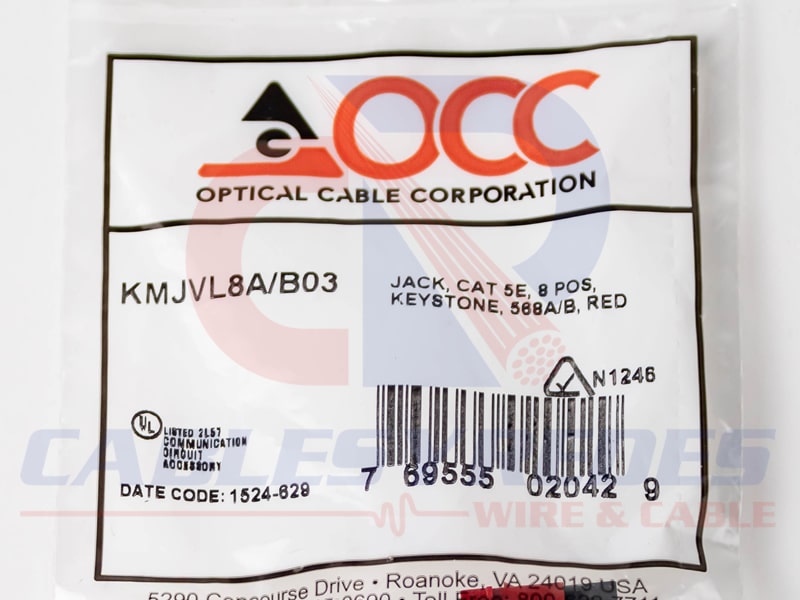 OCC
OPTICAL CABLE CORPORATION
KMJVL8A/B03
JACK, CAT 5E, 8 POS,
KEYSTONE, 568A/B, RED
N1246
UL
LISTED 2L57
COMMUNICATION
CIRCUIT
ACCESSORY
DATE CODE: 1524-629
7 69555 02042 9
WIRE & CABLE
5290 Concourse Drive • Roanoke, VA 24019 USA